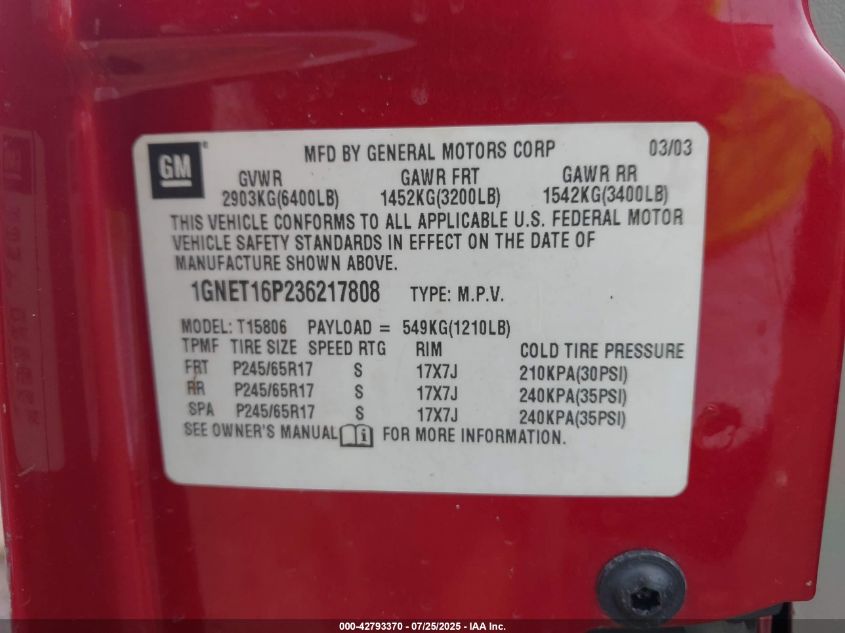 GM ®
MFD BY GENERAL MOTORS CORP 03/03
GVWR GAWR FRT GAWR RR
2903KG(6400LB) 1452KG(3200LB) 1542KG(3400LB)
THIS VEHICLE CONFORMS TO ALL APPLICABLE U.S. FEDERAL MOTOR
VEHICLE SAFETY STANDARDS IN EFFECT ON THE DATE OF
MANUFACTURE SHOWN ABOVE.
1GNET16P236217808 TYPE: M.P.V.
MODEL: T15806 PAYLOAD = 549KG(1210LB)
TPMF TIRE SIZE SPEED RTG RIM COLD TIRE PRESSURE
FRT P245/65R17 S 17X7J 210KPA(30PSI)
RR P245/65R17 S 17X7J 240KPA(35PSI)
SPA P245/65R17 S 17X7J 240KPA(35PSI)
SEE OWNER'S MANUAL i FOR MORE INFORMATION.
000-42793370 - 07/25/2025 - IAA Inc.